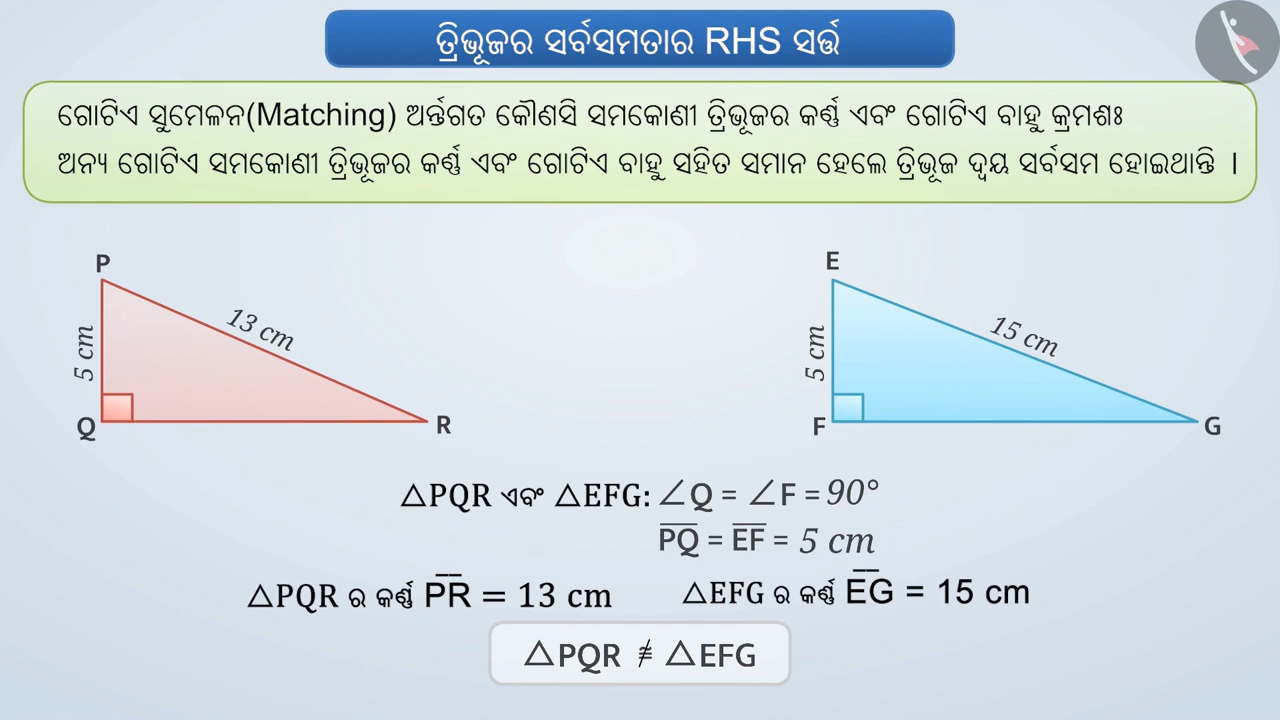 ତ୍ରିଭୂଜର ସର୍ବସମତାର RHS ସର୍ତ୍ତ
ଗୋଟିଏ ସୁମେଳନ(Matching) ଅର୍ନ୍ତଗତ କୌଣସି ସମକୋଣୀ ତ୍ରିଭୂଜର କର୍ଣ୍ଣ ଏବଂ ଗୋଟିଏ ବାହୁ କ୍ରମଶଃ
ଅନ୍ୟ ଗୋଟିଏ ସମକୋଣୀ ତ୍ରିଭୂଜର କର୍ଣ୍ଣ ଏବଂ ଗୋଟିଏ ବାହୁ ସହିତ ସମାନ ହେଲେ ତ୍ରିଭୂଜ ଦ୍ୱୟ ସର୍ବସମ ହୋଇଥାନ୍ତି ।
P
E
13 cm
15 cm
5 cm
5 cm
Q
R
F
G
△PQR ଏବଂ △EFG: ∠Q = ∠F = 90°
P̅Q̅ = E̅F̅ = 5 cm
△PQR ର କର୍ଣ୍ଣ P̅R̅ = 13 cm
△EFG ର କର୍ଣ୍ଣ E̅G̅ = 15 cm
△PQR ≢ △EFG